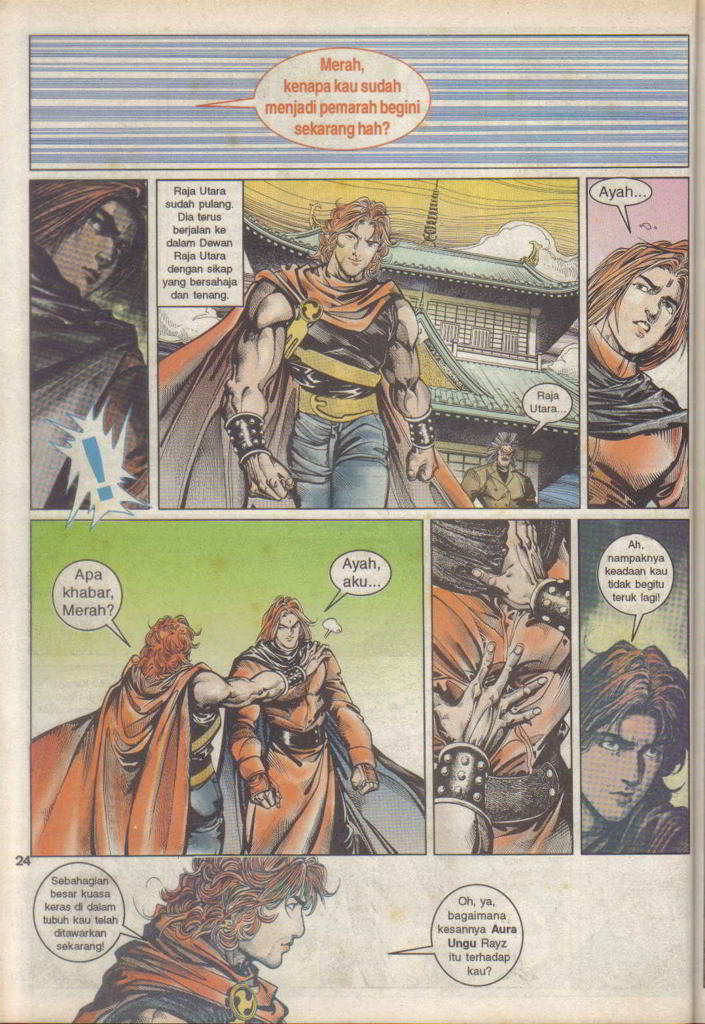 Merah,
kenapa kau sudah
menjadi pemarah begini
sekarang hah?
Raja Utara
sudah pulang.
Dia terus
berjalan ke
dalam Dewan
Raja Utara
dengan sikap
yang bersahaja
dan tenang.
Raja
Utara...
Ayah...
!
Apa
khabar,
Merah?
Ayah,
aku...
Ah,
nampaknya
keadaan kau
tidak begitu
teruk lagi!
24
Sebahagian
besar kuasa
keras di dalam
tubuh kau telah
ditawarkan
sekarang!
Oh, ya,
bagaimana
kesannya Aura
Ungu Rayz
itu terhadap
kau?